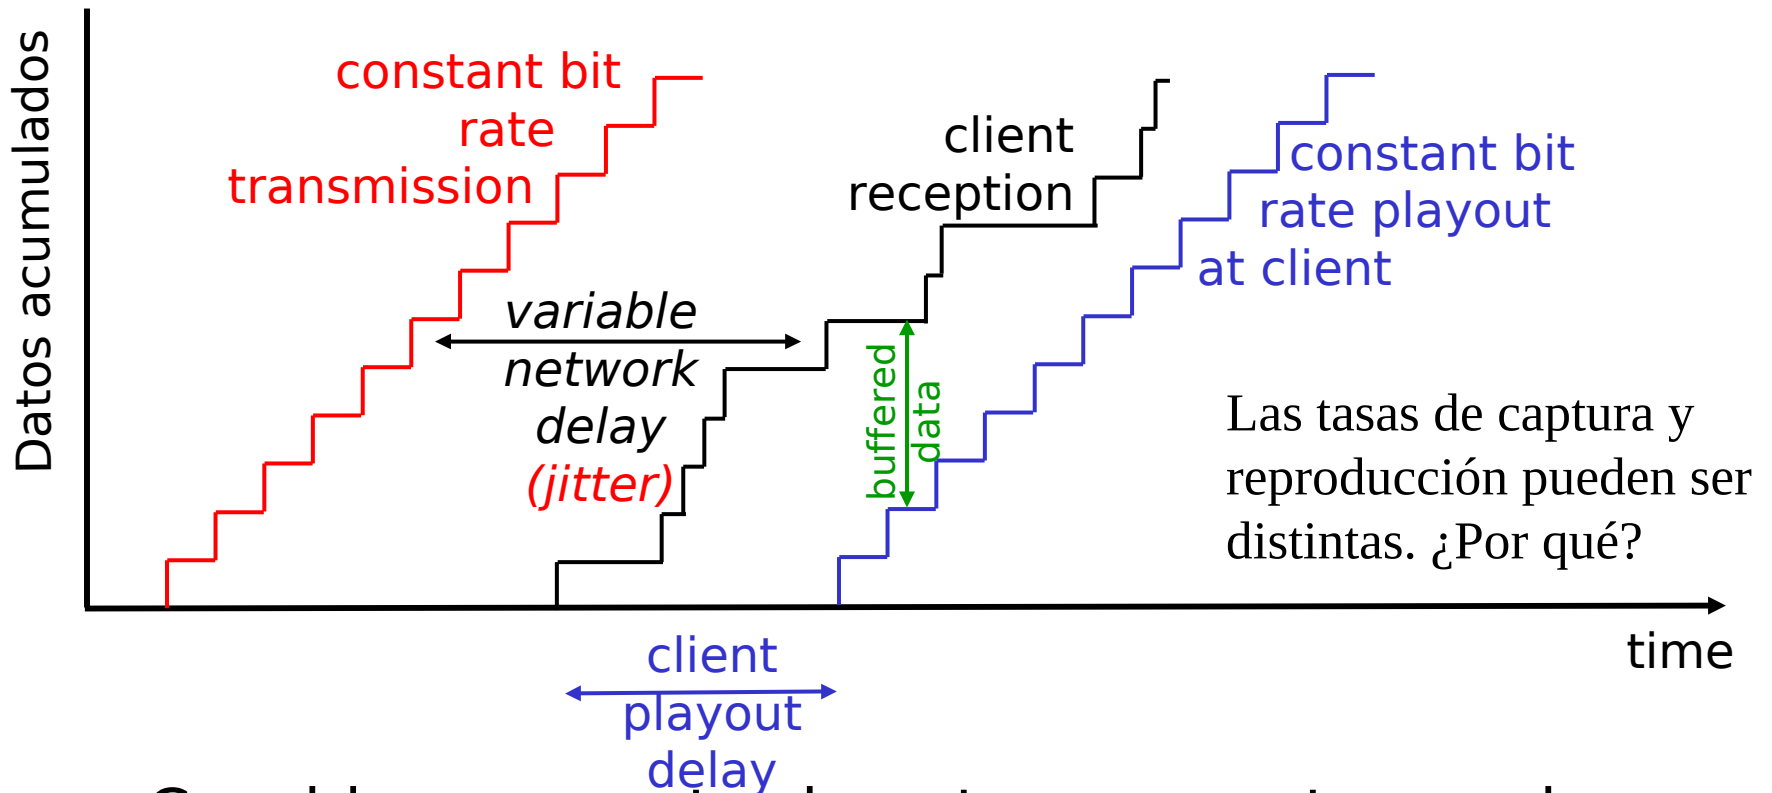 Datos acumulados
constant bit
rate
transmission
variable
network
delay
(jitter)
client
reception
buffered
data
constant bit
rate playout
at client
Las tasas de captura y
reproducción pueden ser
distintas. ¿Por qué?
time
client
playout
delay